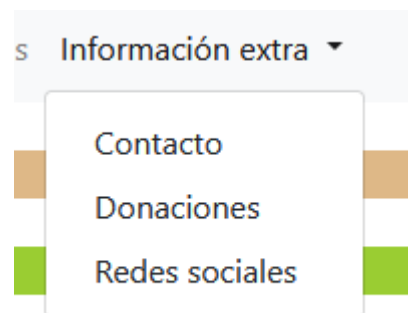 s Información extra
Contacto
Donaciones
Redes sociales